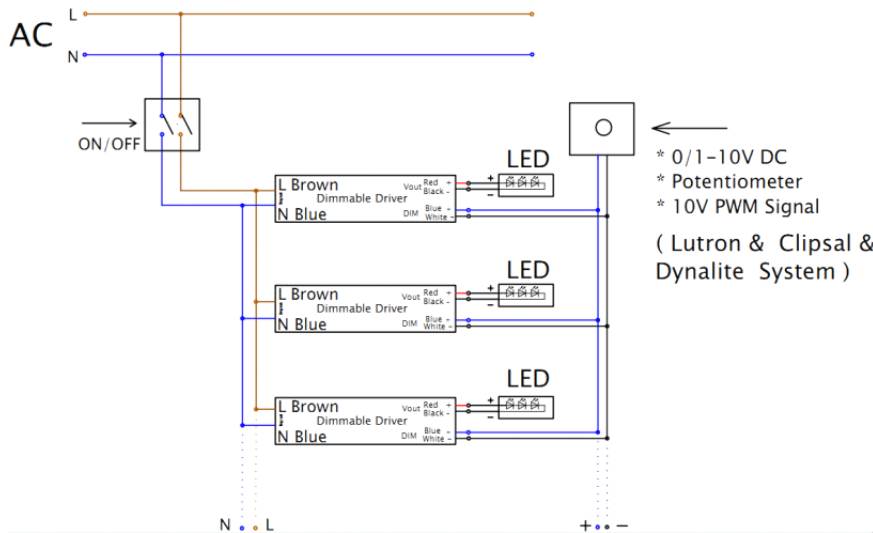 AC
L
N
ON/OFF
L Brown
N Blue
Dimmable Driver
Vout
Red +
Black -
DIM
Blue -
White -
+
-
LED
* 0/1-10V DC
* Potentiometer
* 10V PWM Signal
( Lutron & Clipsal &
Dynalite System )
L Brown
N Blue
Dimmable Driver
Vout
Red +
Black -
DIM
Blue -
White -
+
-
LED
L Brown
N Blue
Dimmable Driver
Vout
Red +
Black -
DIM
Blue -
White -
+
-
LED
N
L
+
-